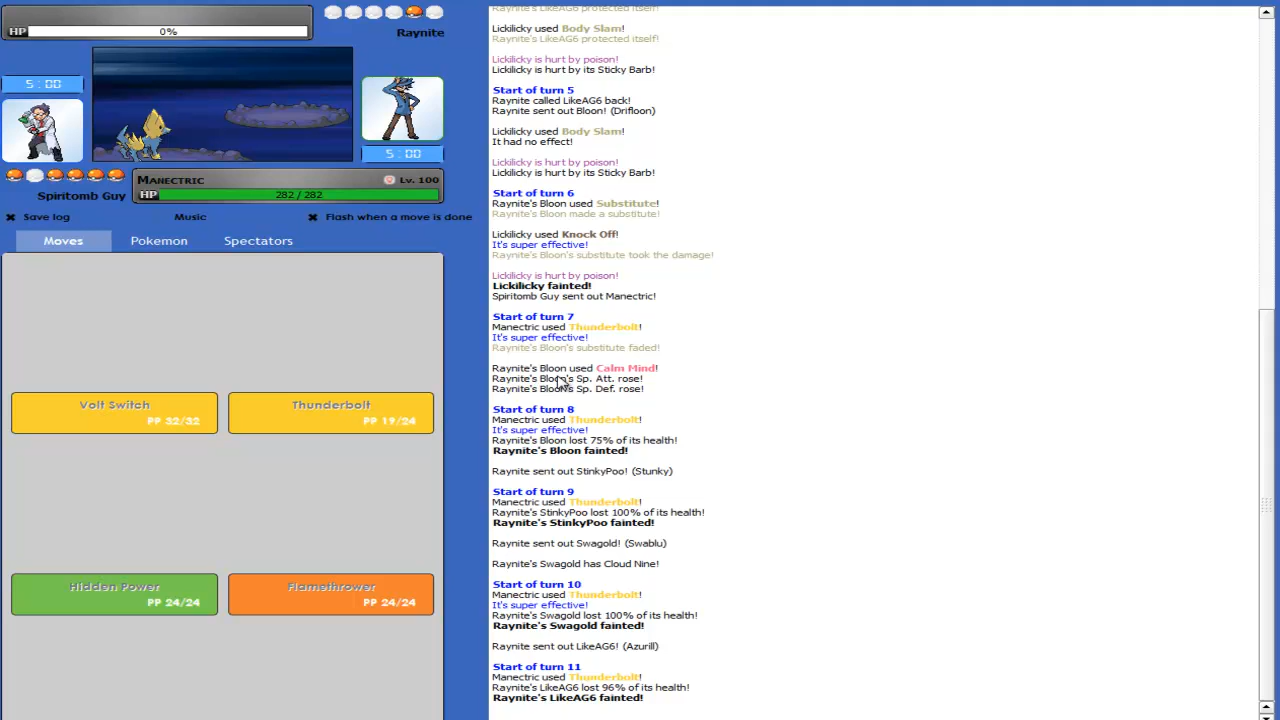 HP
0%
Raynite
5 : 00
5 : 00
MANECTRIC
Lv. 100
HP
282 / 282
Spiritomb Guy
Save log
Music
Flash when a move is done
Moves
Pokemon
Spectators
Volt Switch
PP 32/32
Thunderbolt
PP 19/24
Hidden Power
PP 24/24
Flamethrower
PP 24/24
Raynite's LikeAG6 protected itself!
Lickilicky used Body Slam!
Raynite's LikeAG6 protected itself!
Lickilicky is hurt by poison!
Lickilicky is hurt by its Sticky Barb!
Start of turn 5
Raynite called LikeAG6 back!
Raynite sent out Bloon! (Drifloon)
Lickilicky used Body Slam!
It had no effect!
Lickilicky is hurt by poison!
Lickilicky is hurt by its Sticky Barb!
Start of turn 6
Raynite's Bloon used Substitute!
Raynite's Bloon made a substitute!
Lickilicky used Knock Off!
It's super effective!
Raynite's Bloon's substitute took the damage!
Lickilicky is hurt by poison!
Lickilicky fainted!
Spiritomb Guy sent out Manectric!
Start of turn 7
Manectric used Thunderbolt!
It's super effective!
Raynite's Bloon's substitute faded!
Raynite's Bloon used Calm Mind!
Raynite's Bloon's Sp. Att. rose!
Raynite's Bloon's Sp. Def. rose!
Start of turn 8
Manectric used Thunderbolt!
It's super effective!
Raynite's Bloon lost 75% of its health!
Raynite's Bloon fainted!
Raynite sent out StinkyPoo! (Stunky)
Start of turn 9
Manectric used Thunderbolt!
Raynite's StinkyPoo lost 100% of its health!
Raynite's StinkyPoo fainted!
Raynite sent out Swagold! (Swablu)
Raynite's Swagold has Cloud Nine!
Start of turn 10
Manectric used Thunderbolt!
It's super effective!
Raynite's Swagold lost 100% of its health!
Raynite's Swagold fainted!
Raynite sent out LikeAG6! (Azurill)
Start of turn 11
Manectric used Thunderbolt!
Raynite's LikeAG6 lost 96% of its health!
Raynite's LikeAG6 fainted!